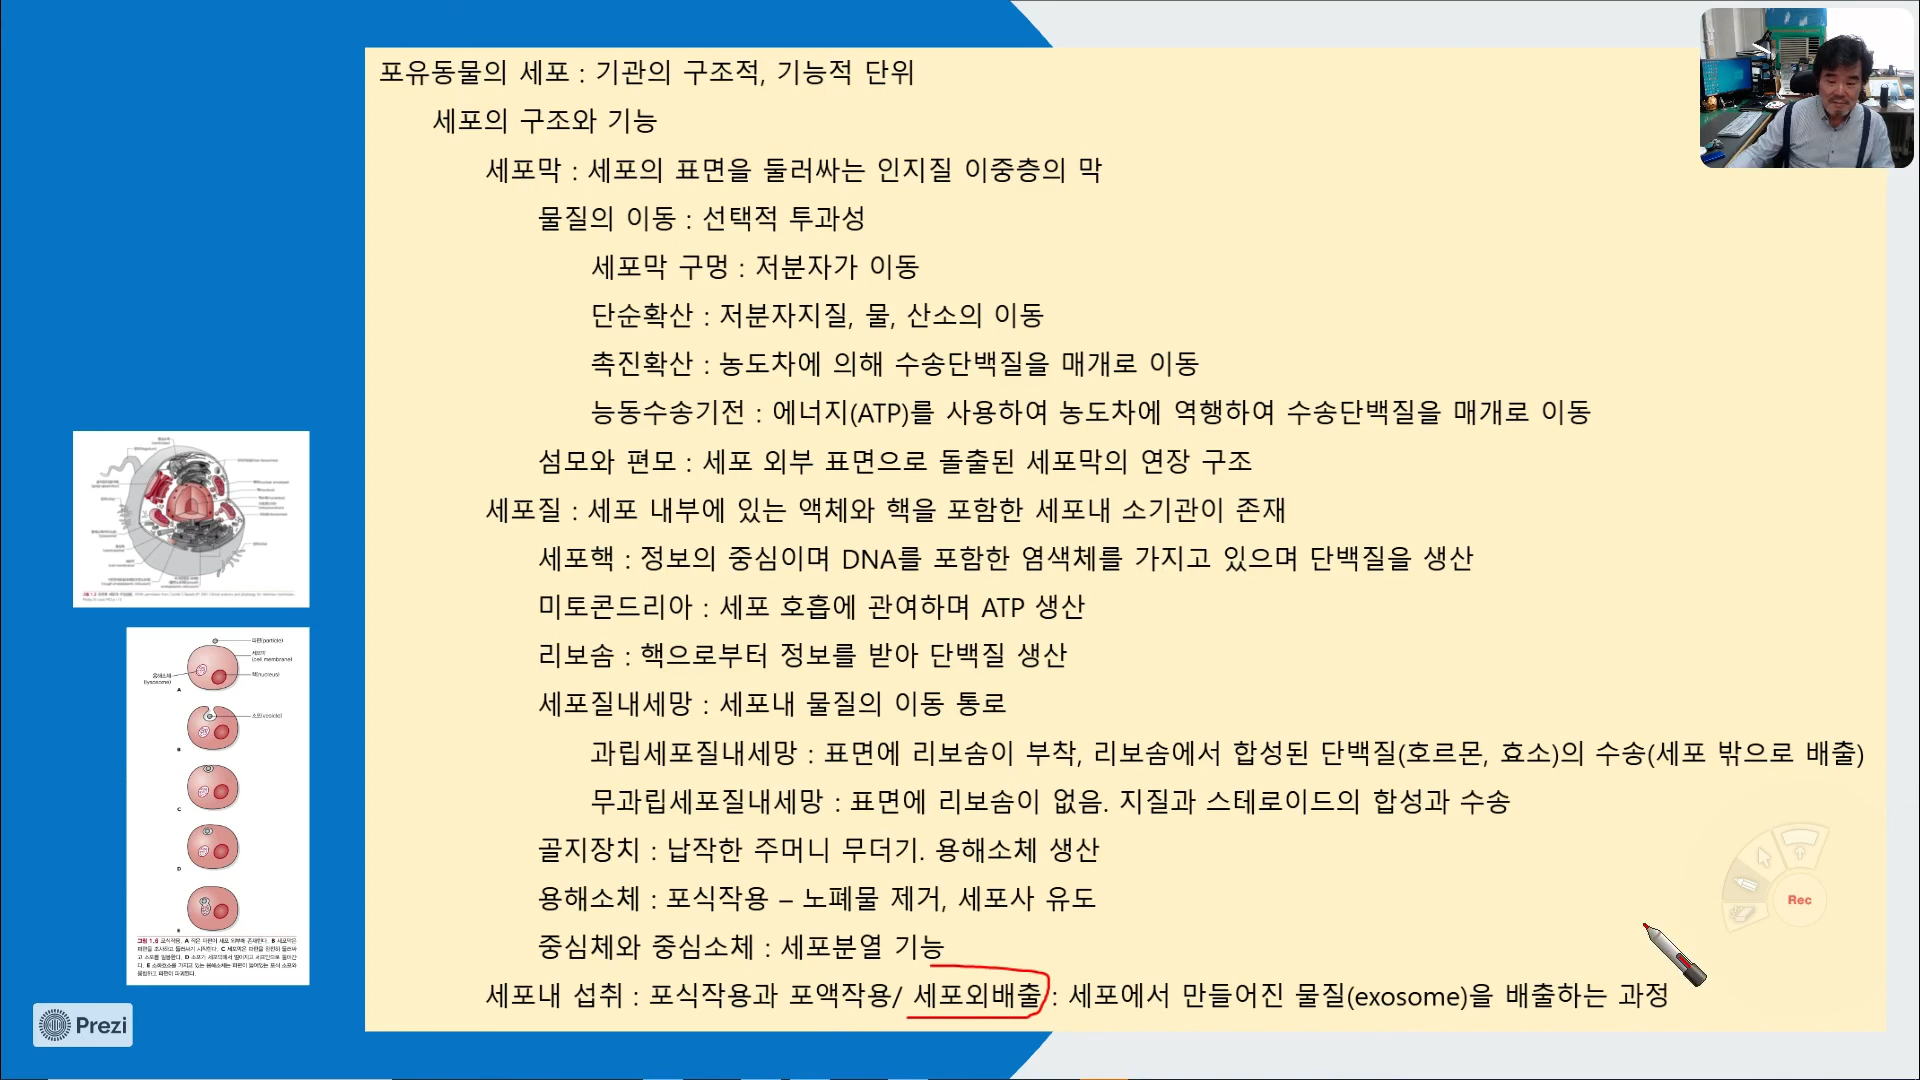 포유동물의 세포 : 기관의 구조적, 기능적 단위
세포의 구조와 기능
세포막 : 세포의 표면을 둘러싸는 인지질 이중층의 막
물질의 이동 : 선택적 투과성
세포막 구멍 : 저분자가 이동
단순확산 : 저분자지질, 물, 산소의 이동
촉진확산 : 농도차에 의해 수송단백질을 매개로 이동
능동수송기전 : 에너지(ATP)를 사용하여 농도차에 역행하여 수송단백질을 매개로 이동
섬모와 편모 : 세포 외부 표면으로 돌출된 세포막의 연장 구조
세포질 : 세포 내부에 있는 액체와 핵을 포함한 세포내 소기관이 존재
세포핵 : 정보의 중심이며 DNA를 포함한 염색체를 가지고 있으며 단백질을 생산
미토콘드리아 : 세포 호흡에 관여하며 ATP 생산
리보솜 : 핵으로부터 정보를 받아 단백질 생산
세포질내세망 : 세포내 물질의 이동 통로
과립세포질내세망 : 표면에 리보솜이 부착, 리보솜에서 합성된 단백질(호르몬, 효소)의 수송(세포 밖으로 배출)
무과립세포질내세망 : 표면에 리보솜이 없음. 지질과 스테로이드의 합성과 수송
골지장치 : 납작한 주머니 무더기. 용해소체 생산
용해소체 : 포식작용 – 노폐물 제거, 세포사 유도
중심체와 중심소체 : 세포분열 기능
세포내 섭취 : 포식작용과 포액작용/ 세포외배출 : 세포에서 만들어진 물질(exosome)을 배출하는 과정
파편(particle)
세포막
(cell membrane)
용해소체
(lysosome)
핵(nucleus)
A
소포(vesicle)
B
C
D
E
Prezi
Rec